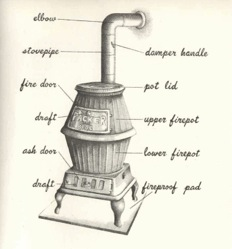 elbow
stovepipe
damper handle
fire door
pot lid
draft
upper firepot
ash door
lower firepot
draft
fireproof pad